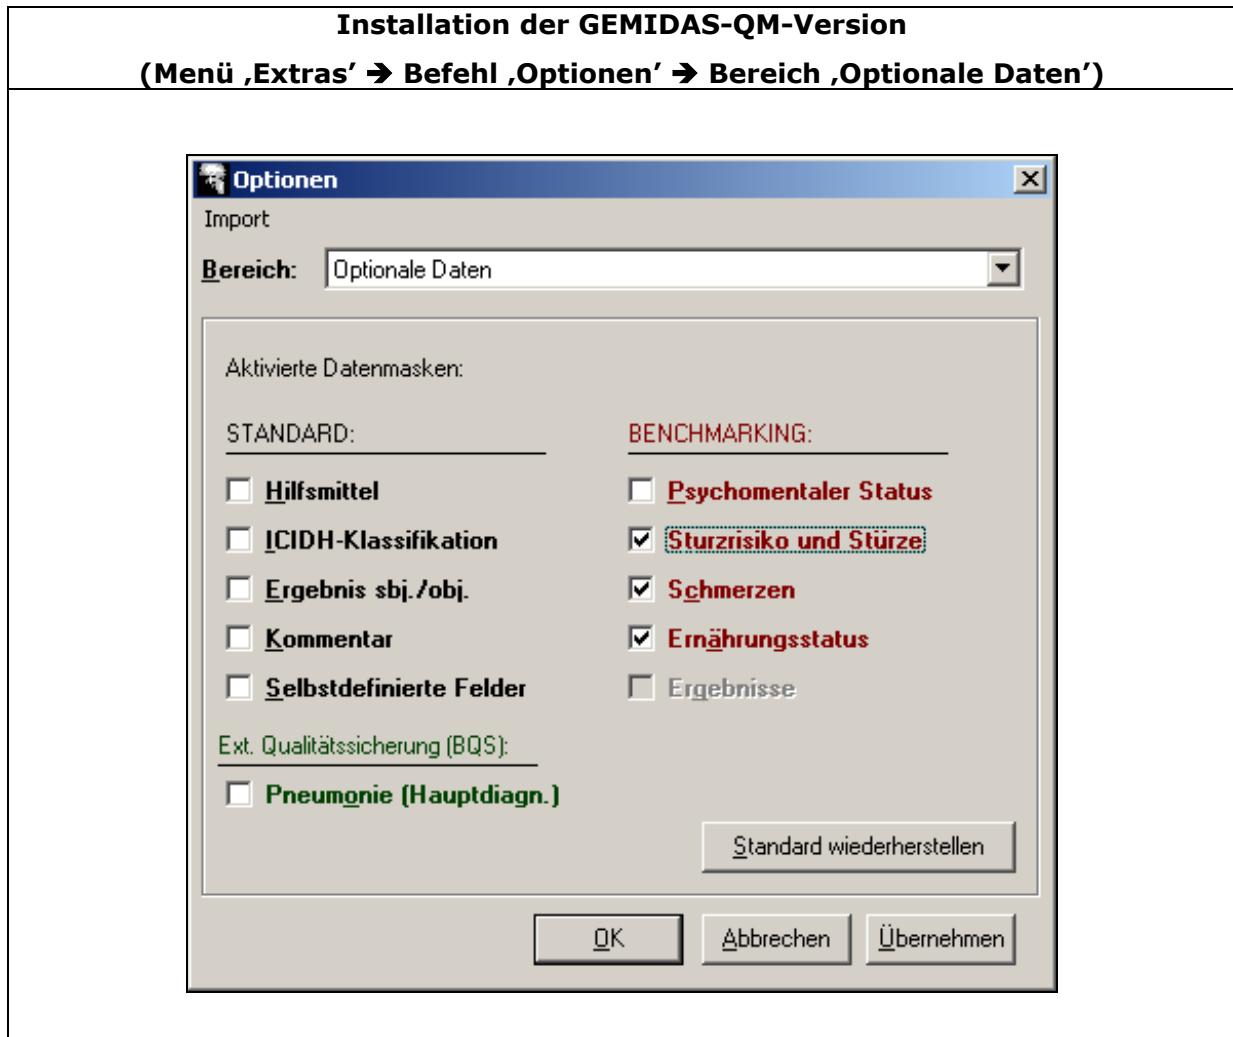 Installation der GEMIDAS-QM-Version
(Menü ‚Extras’ ➔ Befehl ‚Optionen’ ➔ Bereich ‚Optionale Daten’)
Optionen
Import
Bereich: Optionale Daten
Aktivierte Datenmasken:
STANDARD:
Hilfsmittel
ICIDH-Klassifikation
Ergebnis sbj./obj.
Kommentar
Selbstdefinierte Felder
Ext. Qualitätssicherung (BQS):
Pneumonie (Hauptdiagn.)
BENCHMARKING:
Psychomentaler Status
Sturzrisiko und Stürze
Schmerzen
Ernährungsstatus
Ergebnisse
Standard wiederherstellen
OK Abbrechen Übernehmen